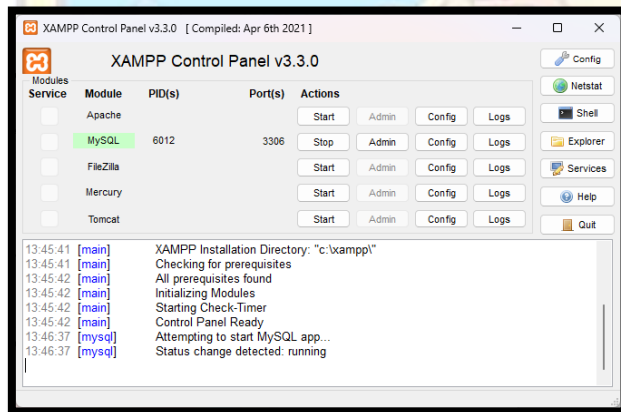 XAMPP Control Panel v3.3.0 [ Compiled: Apr 6th 2021 ]
XAMPP Control Panel v3.3.0
Config
Modules
Service Module PID(s) Port(s) Actions
Netstat
Apache Start Admin Config Logs
Shell
MySQL 6012 3306 Stop Admin Config Logs
Explorer
FileZilla Start Admin Config Logs
Services
Mercury Start Admin Config Logs
Help
Tomcat Start Admin Config Logs
Quit
13:45:41 [main] XAMPP Installation Directory: "c:\xampp\"
13:45:41 [main] Checking for prerequisites
13:45:42 [main] All prerequisites found
13:45:42 [main] Initializing Modules
13:45:42 [main] Starting Check-Timer
13:45:42 [main] Control Panel Ready
13:46:37 [mysql] Attempting to start MySQL app...
13:46:37 [mysql] Status change detected: running